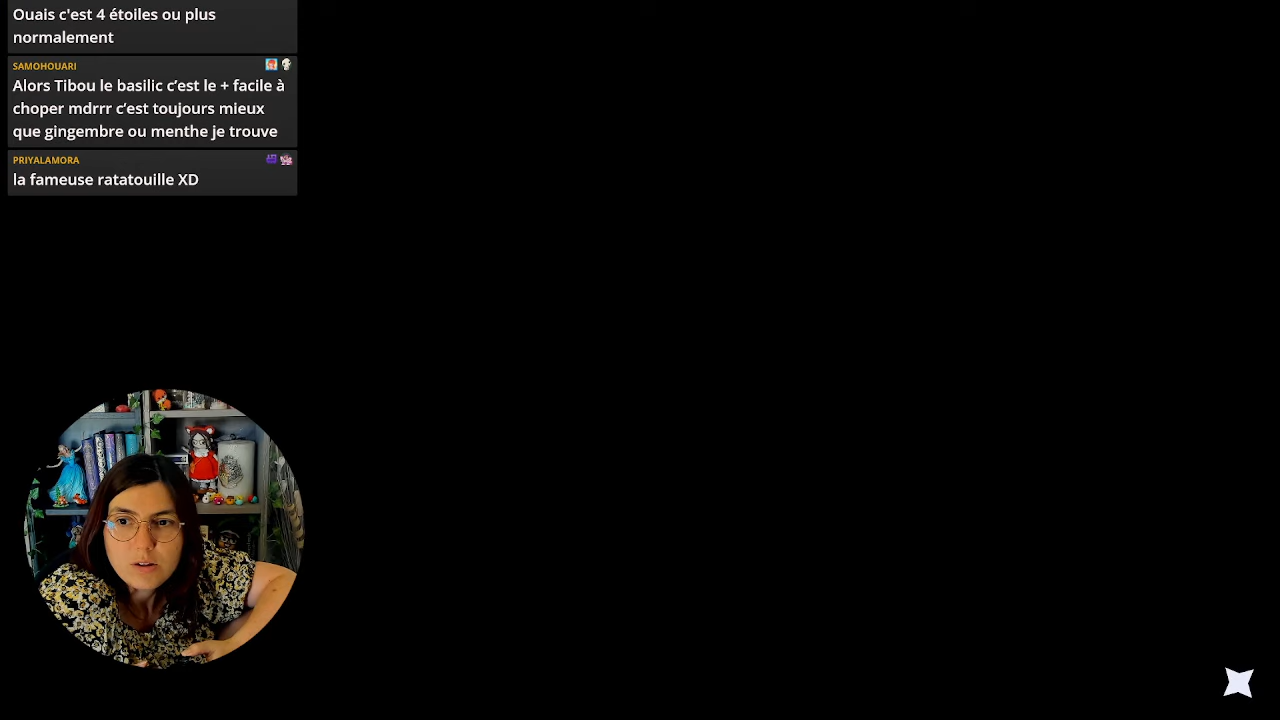 Ouais c'est 4 étoiles ou plus
normalement
SAMOHOUARI
Alors Tibou le basilic c’est le + facile à
choper mdrrr c’est toujours mieux
que gingembre ou menthe je trouve
PRIYALAMORA
la fameuse ratatouille XD